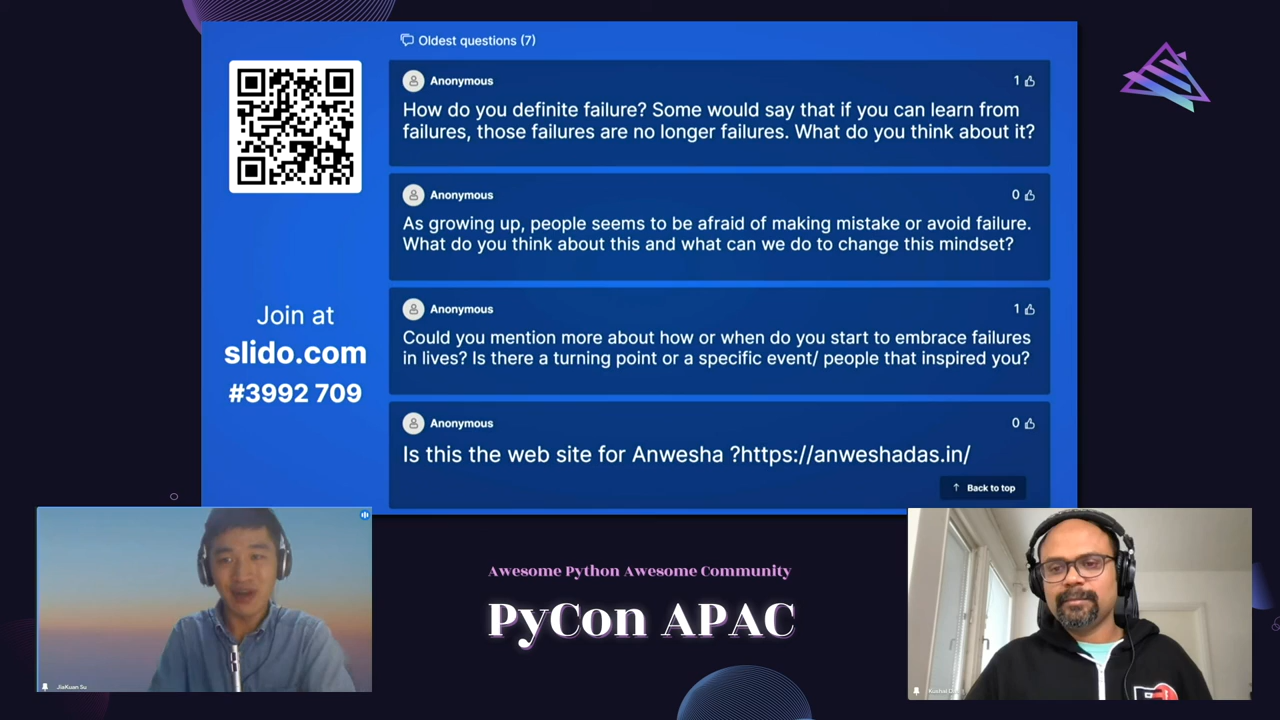 Oldest questions (7)
Anonymous
1
How do you definite failure? Some would say that if you can learn from
failures, those failures are no longer failures. What do you think about it?
Anonymous
0
As growing up, people seems to be afraid of making mistake or avoid failure.
What do you think about this and what can we do to change this mindset?
Join at
slido.com
#3992 709
Anonymous
1
Could you mention more about how or when do you start to embrace failures
in lives? Is there a turning point or a specific event/ people that inspired you?
Anonymous
0
Is this the web site for Anwesha ?https://anweshadas.in/
Back to top
Awesome Python Awesome Community
PyCon APAC
JiaKuan Su